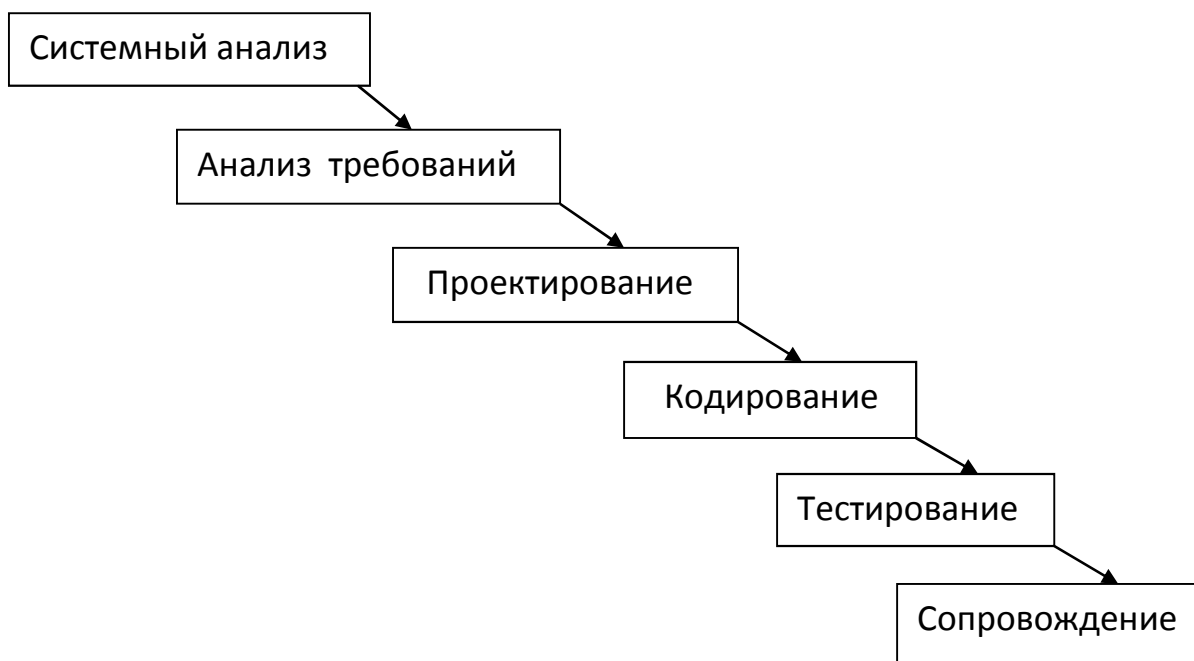 Системный анализ
Анализ требований
Проектирование
Кодирование
Тестирование
Сопровождение